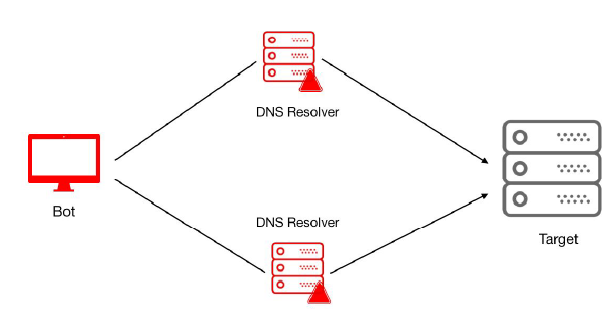 DNS Resolver
Bot
DNS Resolver
Target